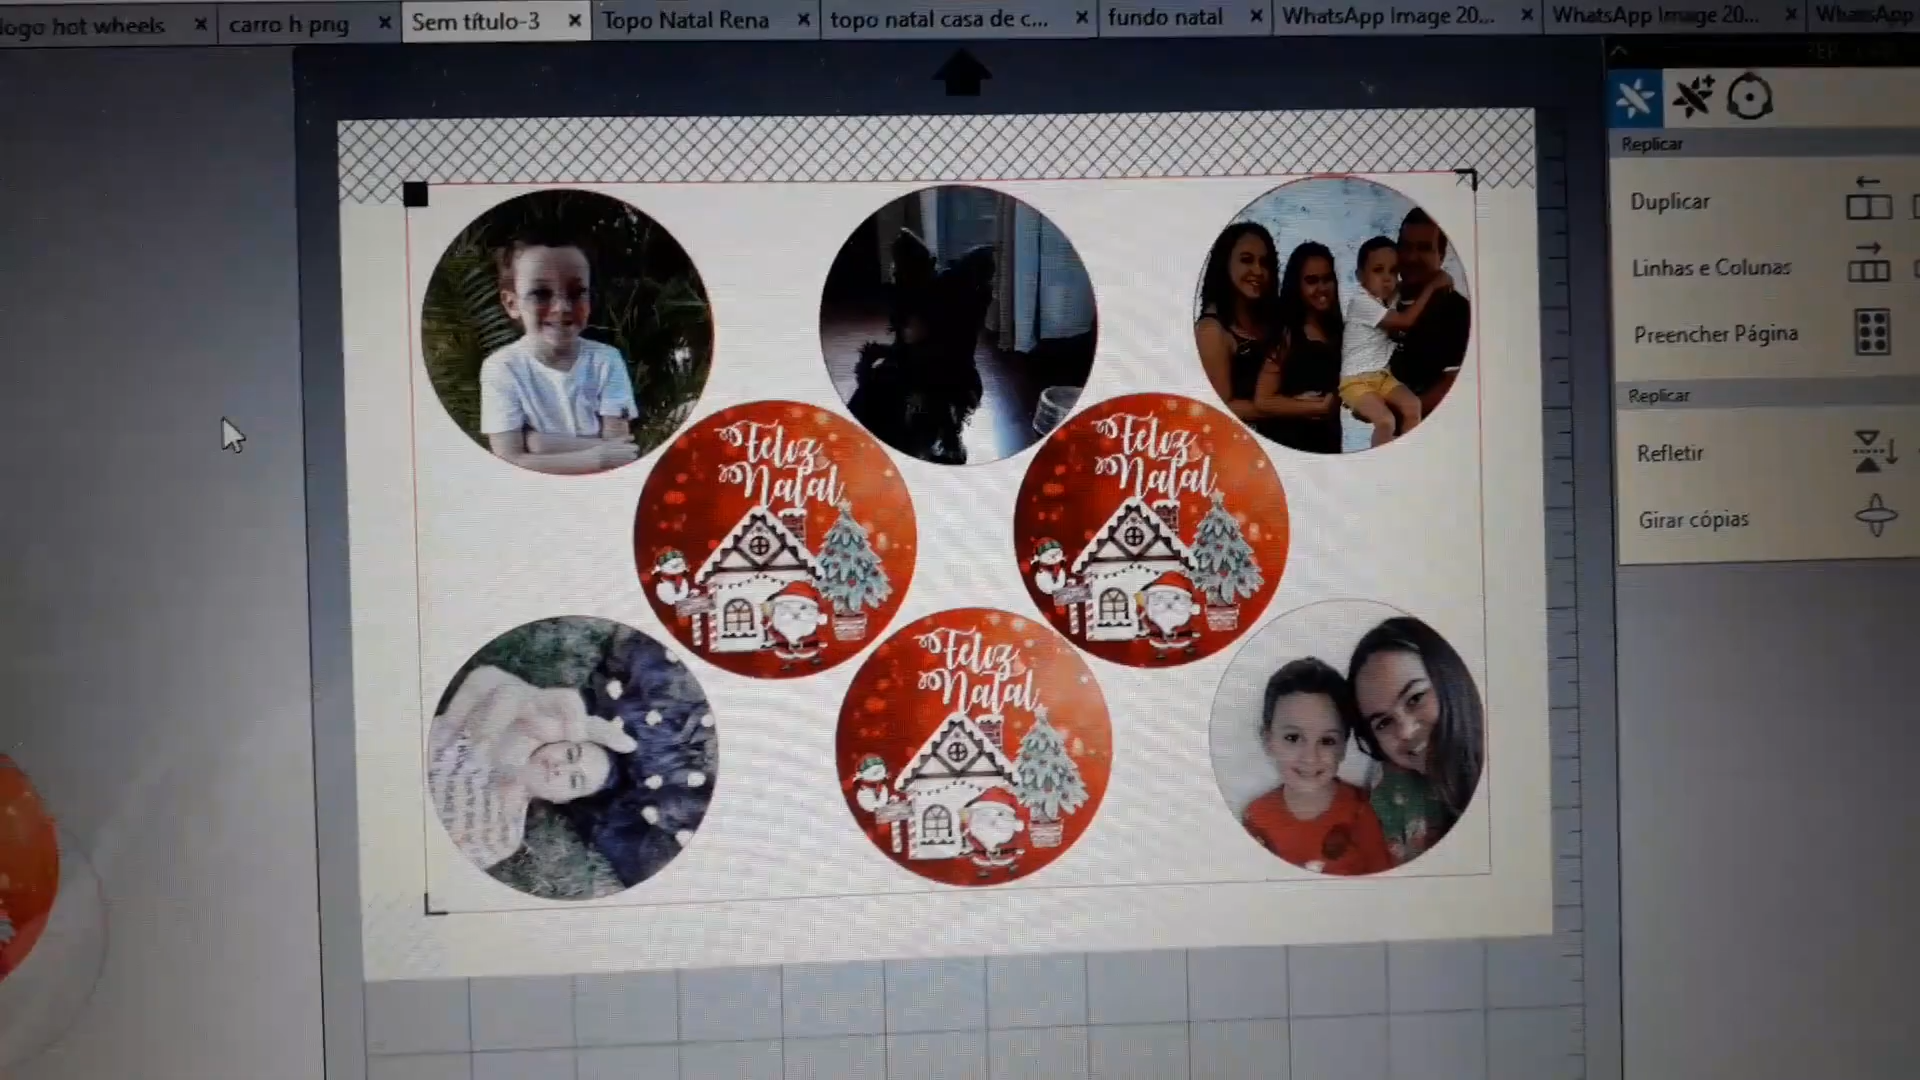 logo hot wheels
carro h png
Sem título-3
Topo Natal Rena
topo natal casa de c...
fundo natal
WhatsApp Image 20...
WhatsApp Image 20...
WhatsApp
Replicar
Duplicar
Linhas e Colunas
Preencher Página
Replicar
Refletir
Girar cópias
Feliz
Natal
Feliz
Natal
Feliz
Natal